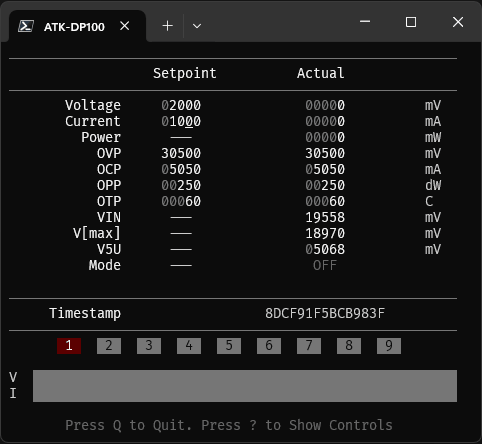 ATK-DP100
Setpoint Actual
Voltage 02000 00000 mV
Current 01000 00000 mA
Power --- 00000 mW
OVP 30500 30500 mV
OCP 05050 05050 mA
OPP 00250 00250 dW
OTP 00060 00060 C
VIN --- 19558 mV
V[max] --- 18970 mV
V5U --- 05068 mV
Mode --- OFF
Timestamp 8DCF91F5BCB983F
1 2 3 4 5 6 7 8 9
V
I
Press Q to Quit. Press ? to Show Controls